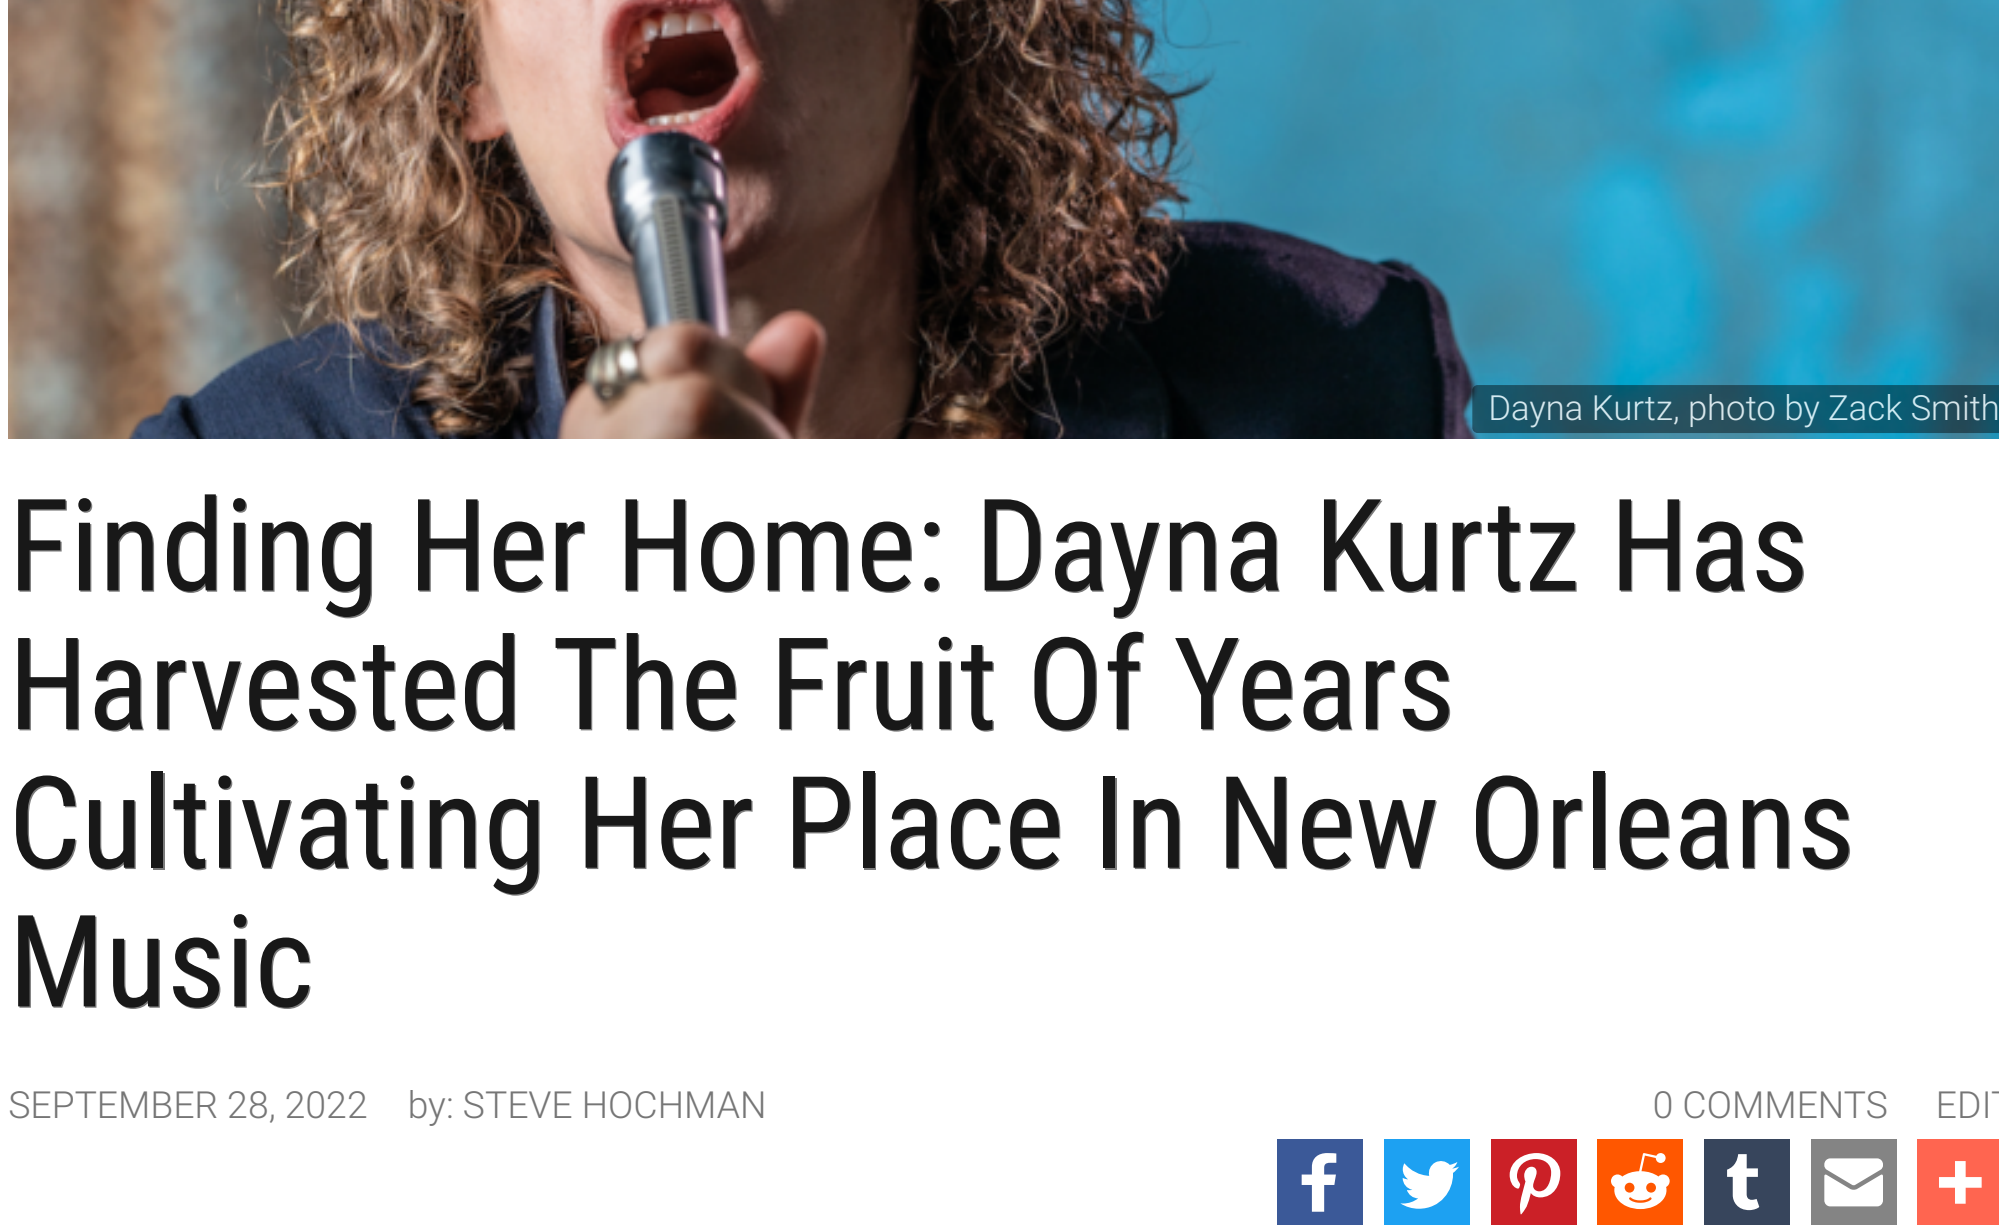 Dayna Kurtz, photo by Zack Smith
Finding Her Home: Dayna Kurtz Has
Harvested The Fruit Of Years
Cultivating Her Place In New Orleans
Music
SEPTEMBER 28, 2022 by: STEVE HOCHMAN 0 COMMENTS EDIT